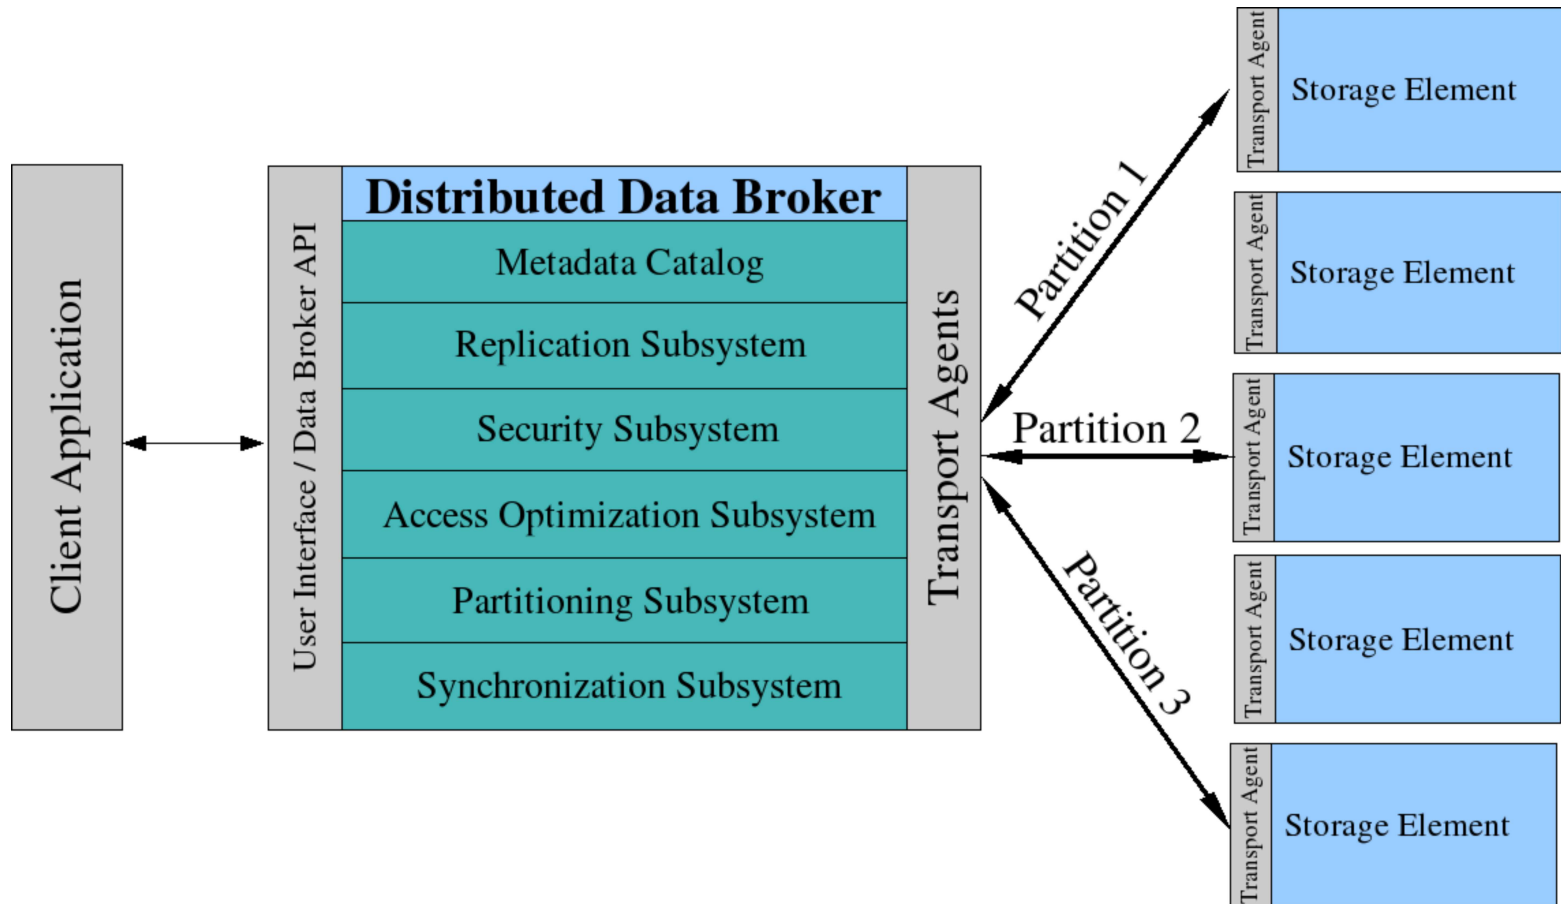 Client Application
User Interface / Data Broker API
Distributed Data Broker
Metadata Catalog
Replication Subsystem
Security Subsystem
Access Optimization Subsystem
Partitioning Subsystem
Synchronization Subsystem
Transport Agents
Partition 1
Partition 2
Partition 3
Transport Agent
Storage Element
Transport Agent
Storage Element
Transport Agent
Storage Element
Transport Agent
Storage Element
Transport Agent
Storage Element